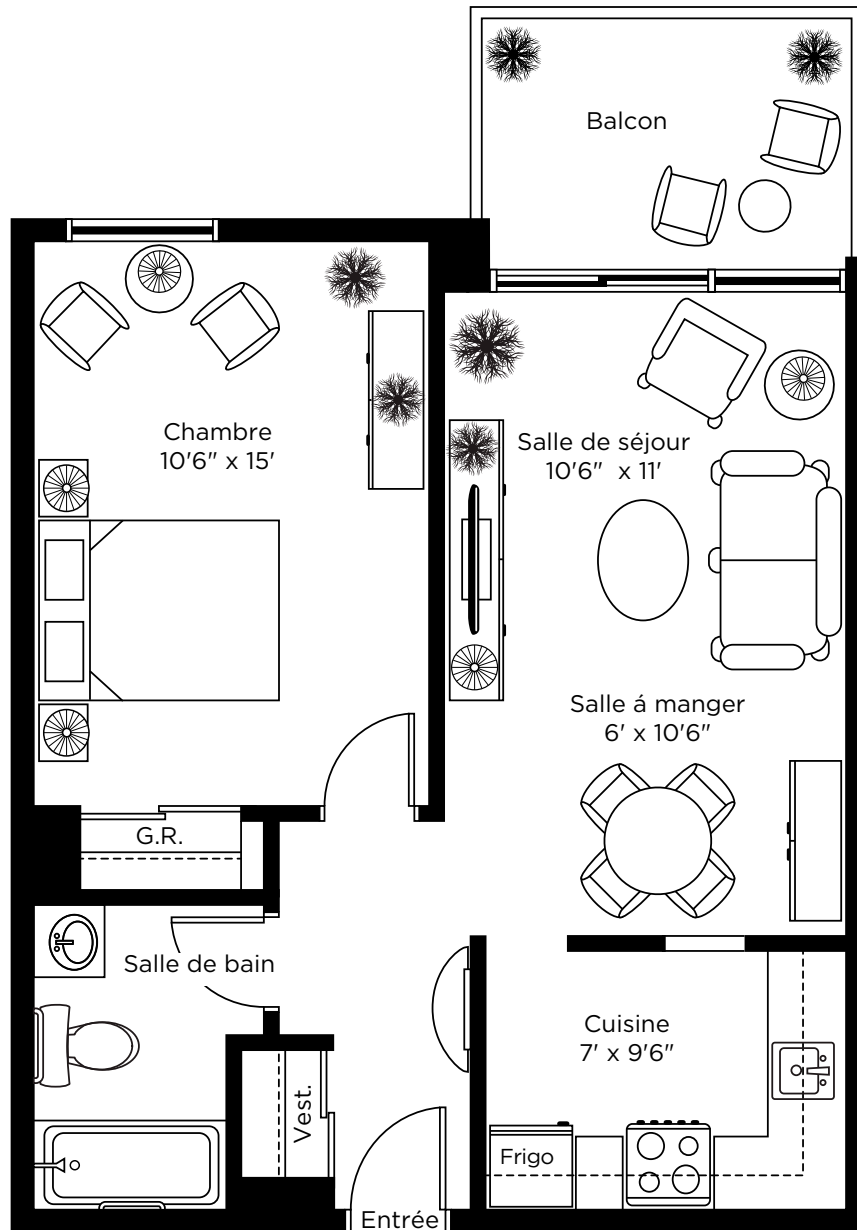 Balcon
Chambre
10'6" x 15'
Salle de séjour
10'6" x 11'
Salle á manger
6' x 10'6"
G.R.
Salle de bain
Cuisine
7' x 9'6"
Vest.
Frigo
Entrée